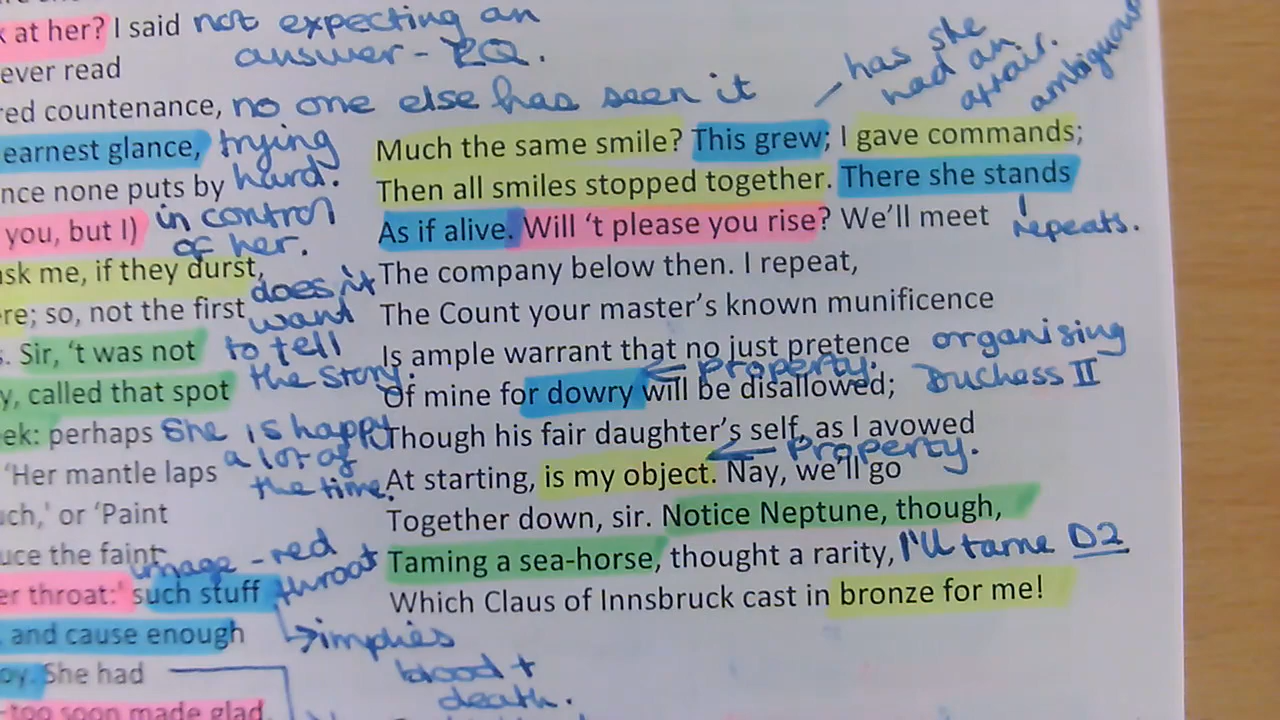 k at her? I said not expecting an
answer - RQ.
ever read
red countenance, no one else has seen it
earnest glance, trying
nce none puts by hard.
you, but I) in control
of her.
ask me, if they durst,
re; so, not the first does it
want
s. Sir, 't was not to tell
y, called that spot the story.
ek: perhaps she is happy
'Her mantle laps a lot of
the time.
uch,' or 'Paint
uce the faint
image - red
throat
er throat:' such stuff
implies
blood +
death.
, and cause enough
oy. She had
too soon made glad,
has she
had an
affair.
ambiguous
Much the same smile? This grew; I gave commands;
Then all smiles stopped together. There she stands
As if alive. Will 't please you rise? We'll meet
repeats.
The company below then. I repeat,
The Count your master's known munificence
Is ample warrant that no just pretence organising
Of mine for dowry will be disallowed; Duchess II
← property.
Though his fair daughter's self, as I avowed
← property.
At starting, is my object. Nay, we'll go
Together down, sir. Notice Neptune, though,
Taming a sea-horse, thought a rarity, I'll tame D2
Which Claus of Innsbruck cast in bronze for me!